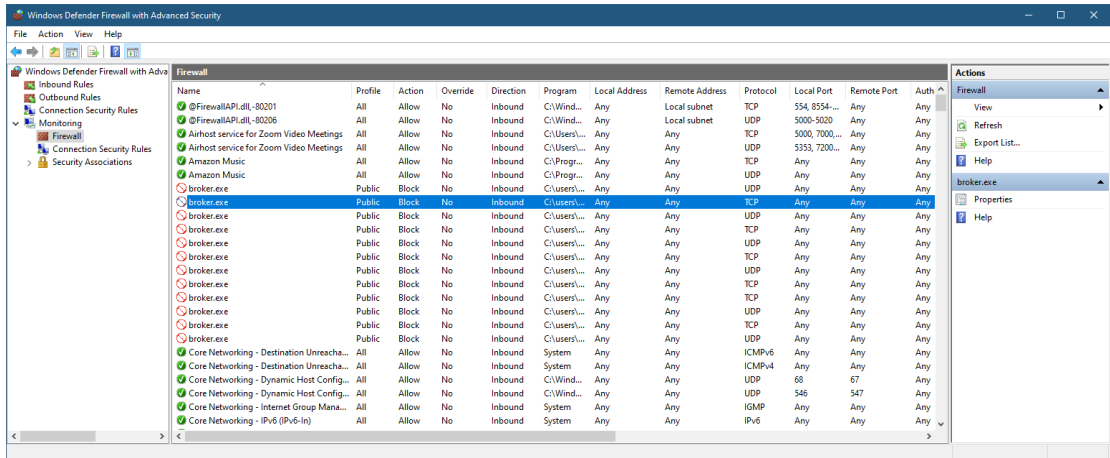 Windows Defender Firewall with Advanced Security
File Action View Help
Windows Defender Firewall with Adva
Inbound Rules
Outbound Rules
Connection Security Rules
Monitoring
Firewall
Connection Security Rules
Security Associations
Firewall
Name Profile Action Override Direction Program Local Address Remote Address Protocol Local Port Remote Port Auth
@FirewallAPI.dll,-80201 All Allow No Inbound C:\Wind... Any Local subnet TCP 554, 8554-... Any Any
@FirewallAPI.dll,-80206 All Allow No Inbound C:\Wind... Any Local subnet UDP 5000-5020 Any Any
Airhost service for Zoom Video Meetings All Allow No Inbound C:\Users\... Any Any TCP 5000, 7000,... Any Any
Airhost service for Zoom Video Meetings All Allow No Inbound C:\Users\... Any Any UDP 5353, 7200... Any Any
Amazon Music All Allow No Inbound C:\Progr... Any Any TCP Any Any Any
Amazon Music All Allow No Inbound C:\Progr... Any Any UDP Any Any Any
broker.exe Public Block No Inbound C:\users\... Any Any UDP Any Any Any
broker.exe Public Block No Inbound C:\users\... Any Any TCP Any Any Any
broker.exe Public Block No Inbound C:\users\... Any Any UDP Any Any Any
broker.exe Public Block No Inbound C:\users\... Any Any TCP Any Any Any
broker.exe Public Block No Inbound C:\users\... Any Any UDP Any Any Any
broker.exe Public Block No Inbound C:\users\... Any Any TCP Any Any Any
broker.exe Public Block No Inbound C:\users\... Any Any UDP Any Any Any
broker.exe Public Block No Inbound C:\users\... Any Any TCP Any Any Any
broker.exe Public Block No Inbound C:\users\... Any Any UDP Any Any Any
broker.exe Public Block No Inbound C:\users\... Any Any TCP Any Any Any
broker.exe Public Block No Inbound C:\users\... Any Any UDP Any Any Any
Core Networking - Destination Unreacha... All Allow No Inbound System Any Any ICMPv6 Any Any Any
Core Networking - Destination Unreacha... All Allow No Inbound System Any Any ICMPv4 Any Any Any
Core Networking - Dynamic Host Config... All Allow No Inbound C:\Wind... Any Any UDP 68 67 Any
Core Networking - Dynamic Host Config... All Allow No Inbound C:\Wind... Any Any UDP 546 547 Any
Core Networking - Internet Group Mana... All Allow No Inbound System Any Any IGMP Any Any Any
Core Networking - IPv6 (IPv6-In) All Allow No Inbound System Any Any IPv6 Any Any Any
Actions
Firewall
View
Refresh
Export List...
Help
broker.exe
Properties
Help